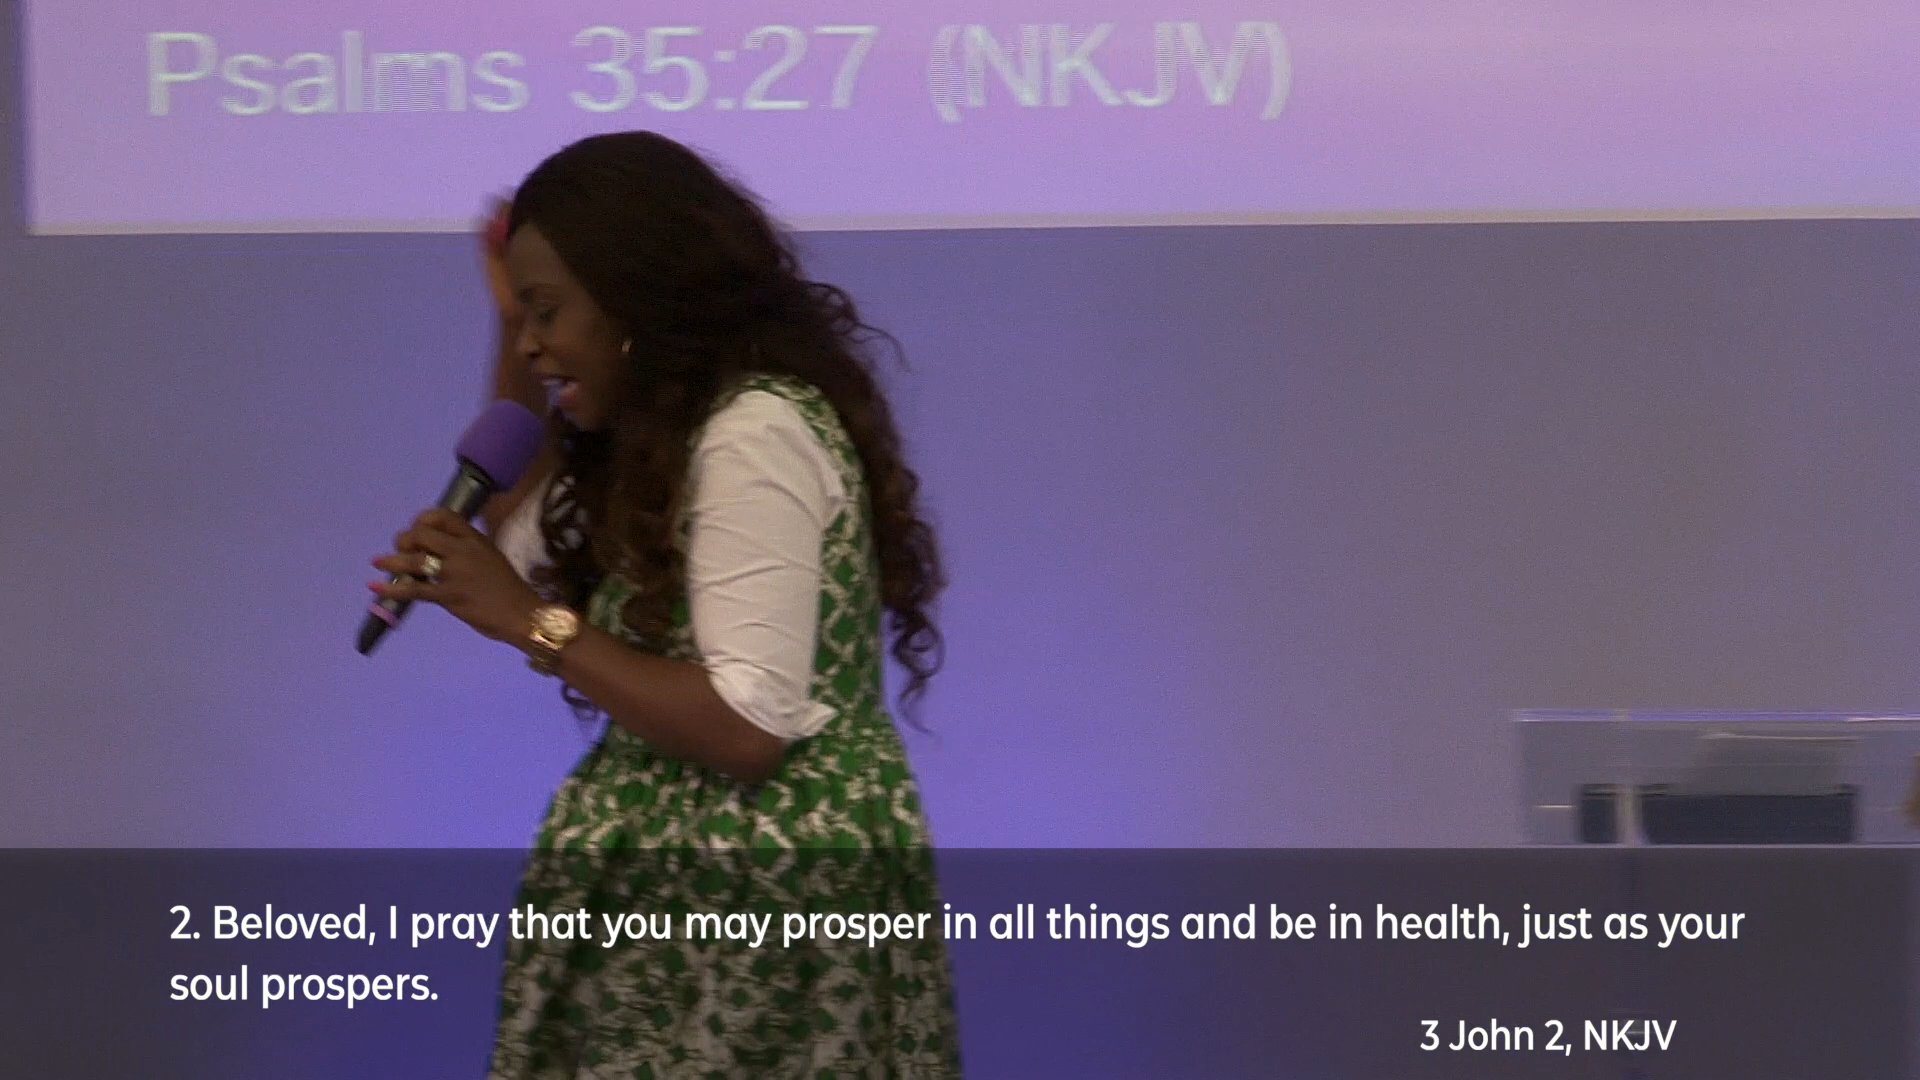 Psalms 35:27 (NKJV)
2. Beloved, I pray that you may prosper in all things and be in health, just as your
soul prospers.
3 John 2, NKJV